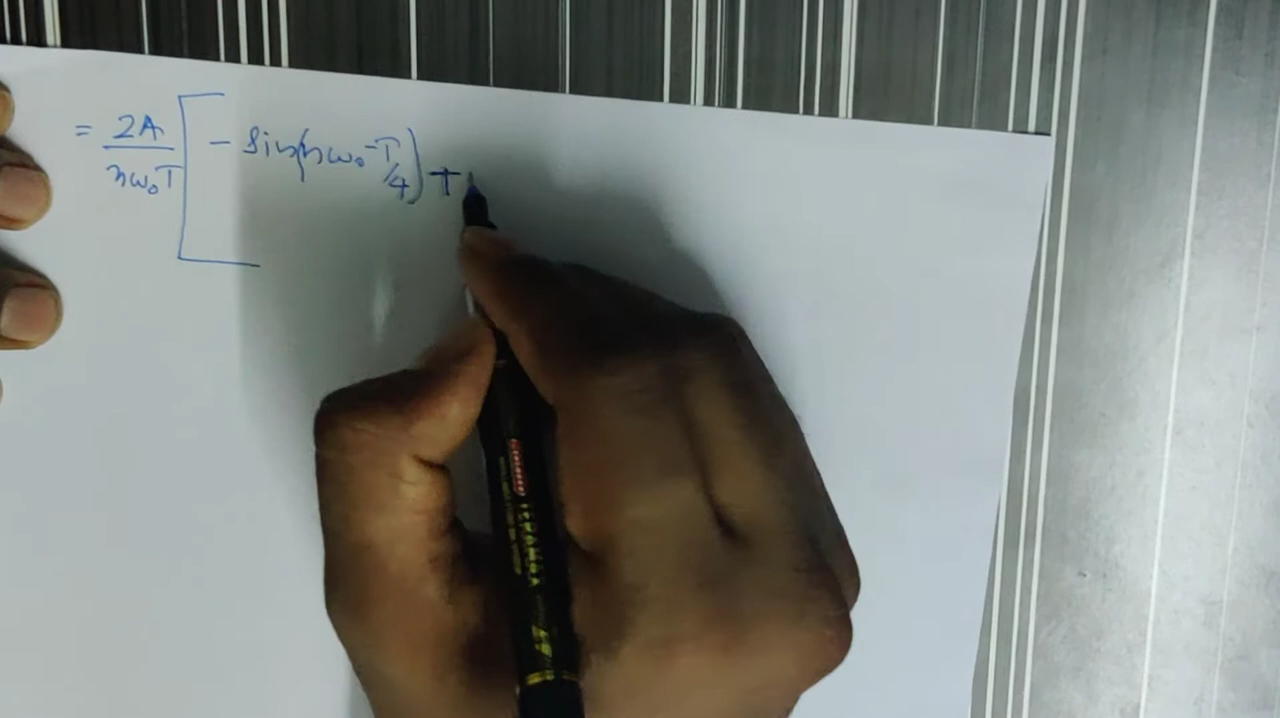 = 2A/nω₀T [ - Sin(nω₀ T/4) +